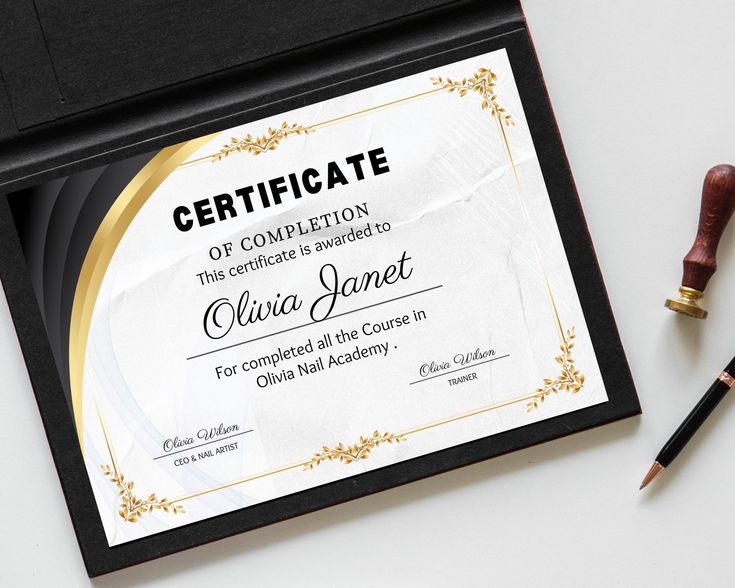 CERTIFICATE
OF COMPLETION
This certificate is awarded to
Olivia Janet
For completed all the Course in
Olivia Nail Academy .
Olivia Wilson
TRAINER
Olivia Wilson
CEO & NAIL ARTIST